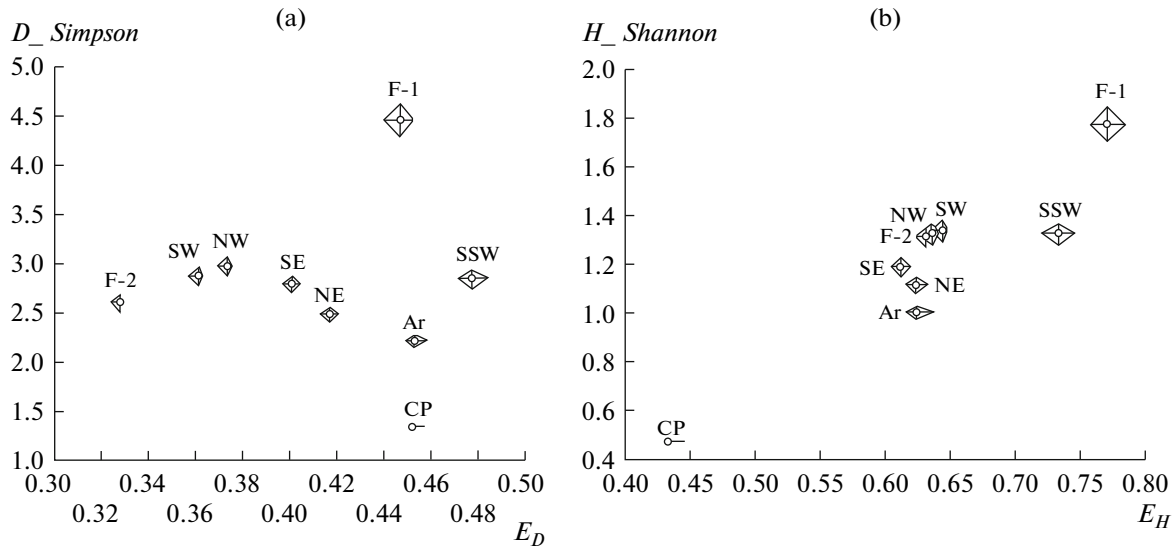 (a)
D_ Simpson
5.0
4.5
4.0
3.5
3.0
2.5
2.0
1.5
1.0
F-1
SW
NW
F-2
SE
NE
SSW
Ar
CP
0.30 0.34 0.38 0.42 0.46 0.50
0.32 0.36 0.40 0.44 0.48
E_D
(b)
H_ Shannon
2.0
1.8
1.6
1.4
1.2
1.0
0.8
0.6
0.4
F-1
NW
SW
SSW
F-2
SE
NE
Ar
CP
0.40 0.45 0.50 0.55 0.60 0.65 0.70 0.75 0.80
E_H